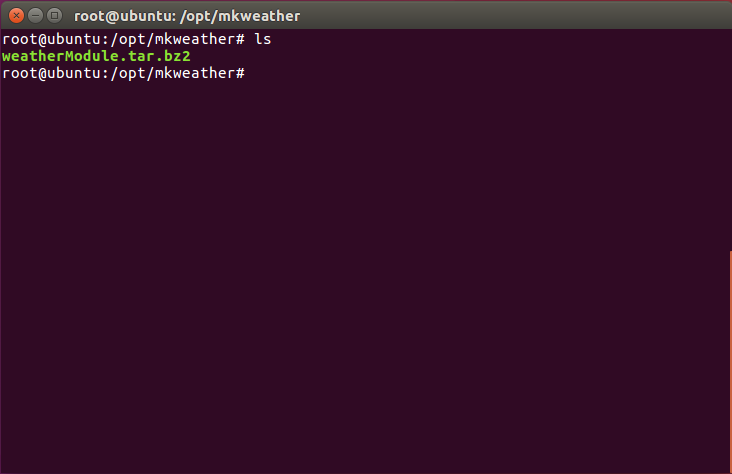 root@ubuntu: /opt/mkweather
root@ubuntu:/opt/mkweather# ls
weatherModule.tar.bz2
root@ubuntu:/opt/mkweather#